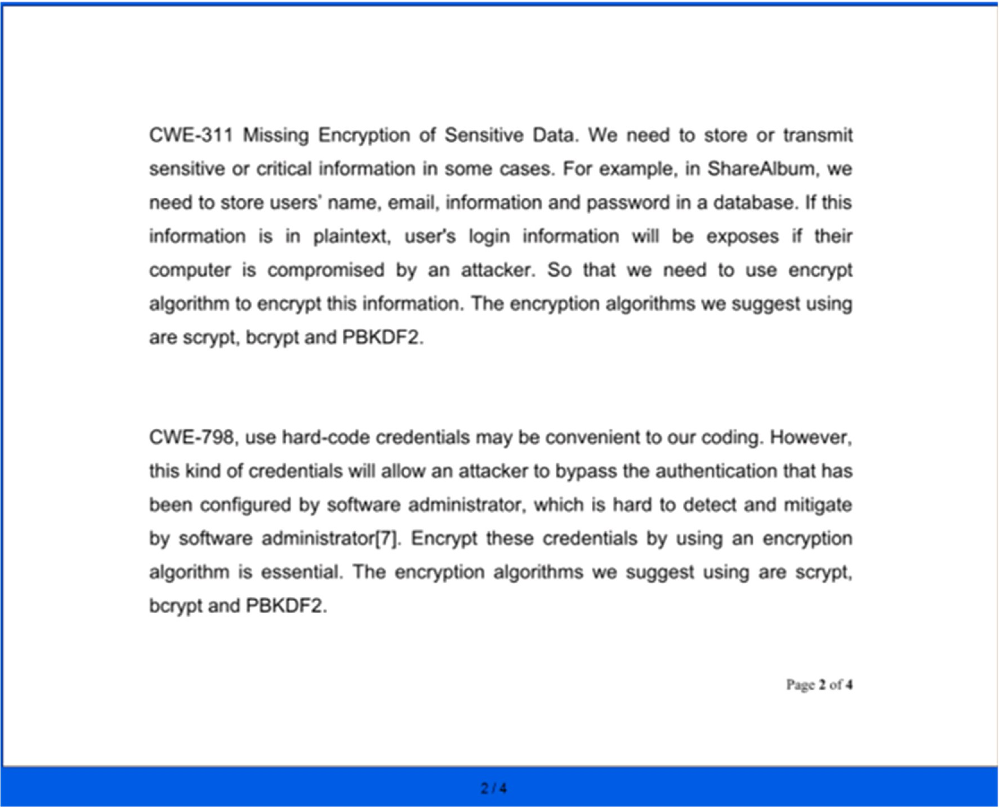 CWE-311 Missing Encryption of Sensitive Data. We need to store or transmit
sensitive or critical information in some cases. For example, in ShareAlbum, we
need to store users’ name, email, information and password in a database. If this
information is in plaintext, user's login information will be exposes if their
computer is compromised by an attacker. So that we need to use encrypt
algorithm to encrypt this information. The encryption algorithms we suggest using
are scrypt, bcrypt and PBKDF2.
CWE-798, use hard-code credentials may be convenient to our coding. However,
this kind of credentials will allow an attacker to bypass the authentication that has
been configured by software administrator, which is hard to detect and mitigate
by software administrator[7]. Encrypt these credentials by using an encryption
algorithm is essential. The encryption algorithms we suggest using are scrypt,
bcrypt and PBKDF2.
Page 2 of 4
2 / 4